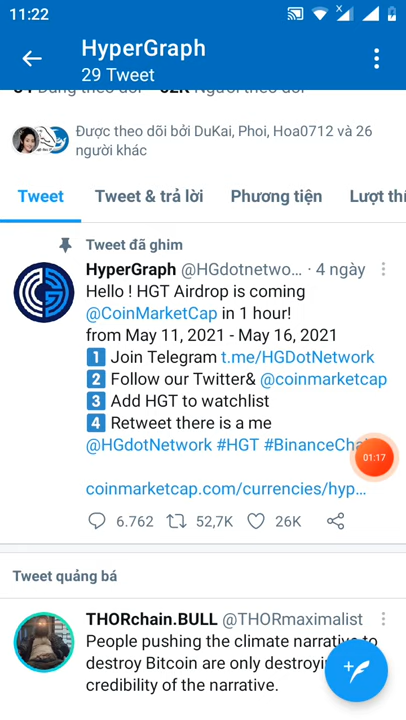 11:22
HyperGraph
29 Tweet
Được theo dõi bởi DuKai, Phoi, Hoa0712 và 26
người khác
Tweet Tweet & trả lời Phương tiện Lượt thí
Tweet đã ghim
HyperGraph @HGdotnetwo... · 4 ngày
Hello ! HGT Airdrop is coming
@CoinMarketCap in 1 hour!
from May 11, 2021 - May 16, 2021
1 Join Telegram t.me/HGDotNetwork
2 Follow our Twitter& @coinmarketcap
3 Add HGT to watchlist
4 Retweet there is a me
@HGdotNetwork #HGT #BinanceCha
01:17
coinmarketcap.com/currencies/hyp...
6.762 52,7K 26K
Tweet quảng bá
THORchain.BULL @THORmaximalist
People pushing the climate narrative to
destroy Bitcoin are only destroyi
credibility of the narrative.